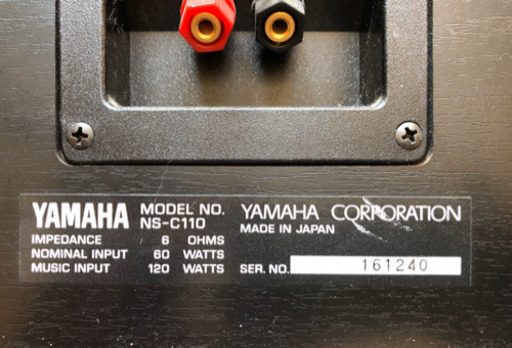 YAMAHA MODEL NO. NS-C110
IMPEDANCE 6 OHMS
NOMINAL INPUT 60 WATTS
MUSIC INPUT 120 WATTS
YAMAHA CORPORATION
MADE IN JAPAN
SER. NO. 161240